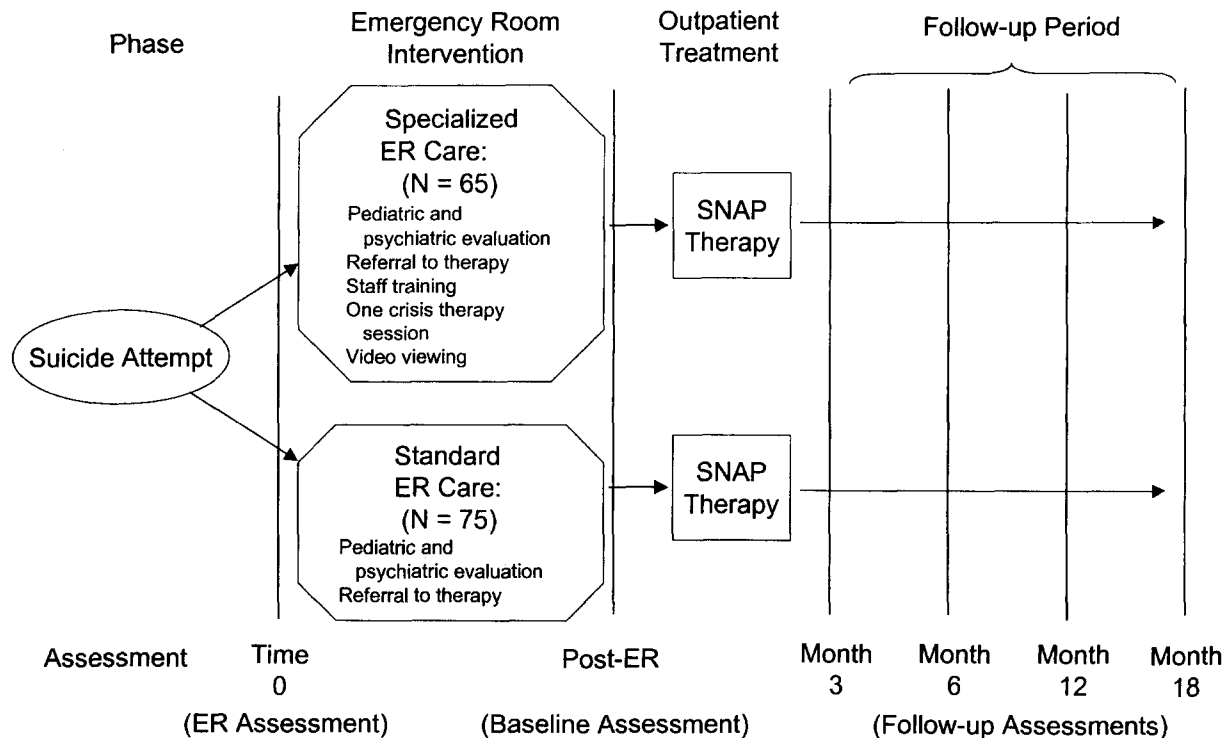 Phase
Emergency Room
Intervention
Outpatient
Treatment
Follow-up Period
Specialized
ER Care:
(N = 65)
Pediatric and
psychiatric evaluation
Referral to therapy
Staff training
One crisis therapy
session
Video viewing
SNAP
Therapy
Suicide Attempt
Standard
ER Care:
(N = 75)
Pediatric and
psychiatric evaluation
Referral to therapy
SNAP
Therapy
Assessment
Time
0
Post-ER
Month
3
Month
6
Month
12
Month
18
(ER Assessment)
(Baseline Assessment)
(Follow-up Assessments)